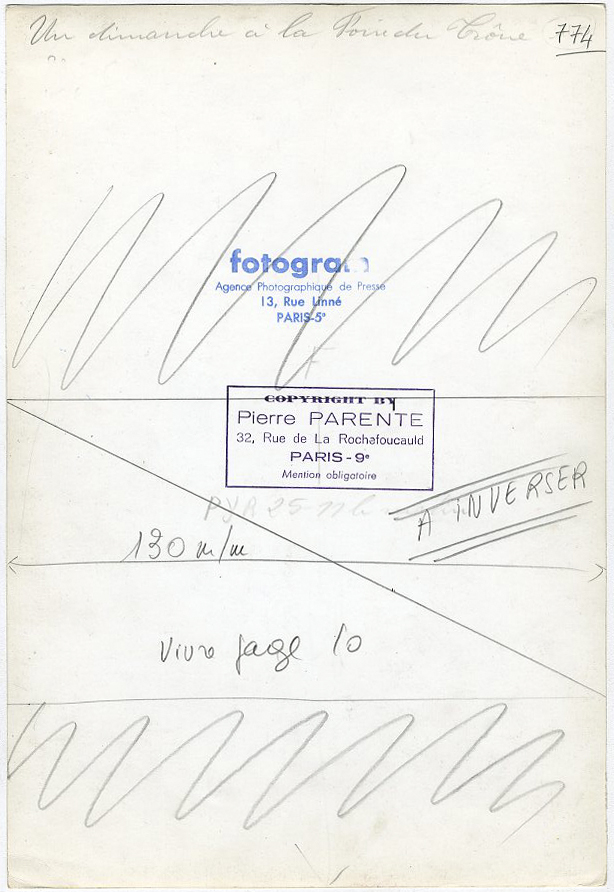 Un dimanche à la Foire du Trône 774
fotogram
Agence Photographique de Presse
13, Rue Linné
PARIS-5e
COPYRIGHT BY
Pierre PARENTE
32, Rue de La Rochefoucauld
PARIS - 9e
Mention obligatoire
A INVERSER
130 m/m
page 10